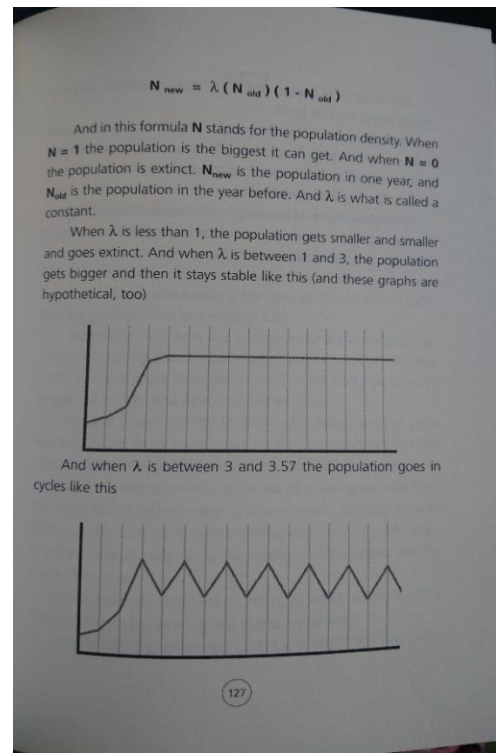 N new = λ ( N old ) ( 1 - N old )
And in this formula N stands for the population density. When
N = 1 the population is the biggest it can get. And when N = 0
the population is extinct. Nnew is the population in one year, and
Nold is the population in the year before. And λ is what is called a
constant.
When λ is less than 1, the population gets smaller and smaller
and goes extinct. And when λ is between 1 and 3, the population
gets bigger and then it stays stable like this (and these graphs are
hypothetical, too)
And when λ is between 3 and 3.57 the population goes in
cycles like this
127